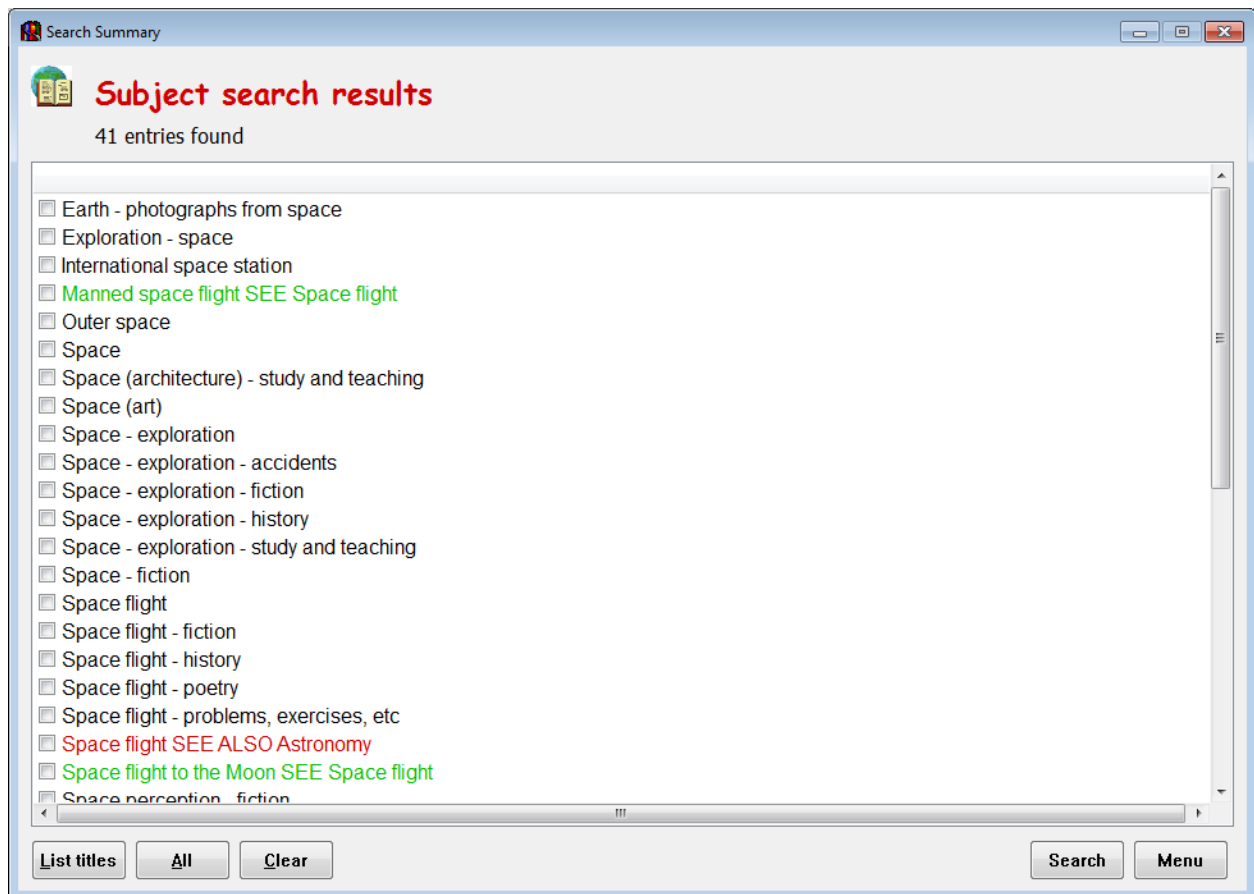 Search Summary
Subject search results
41 entries found
Earth - photographs from space
Exploration - space
International space station
Manned space flight SEE Space flight
Outer space
Space
Space (architecture) - study and teaching
Space (art)
Space - exploration
Space - exploration - accidents
Space - exploration - fiction
Space - exploration - history
Space - exploration - study and teaching
Space - fiction
Space flight
Space flight - fiction
Space flight - history
Space flight - poetry
Space flight - problems, exercises, etc
Space flight SEE ALSO Astronomy
Space flight to the Moon SEE Space flight
Space perception - fiction
List titles All Clear Search Menu